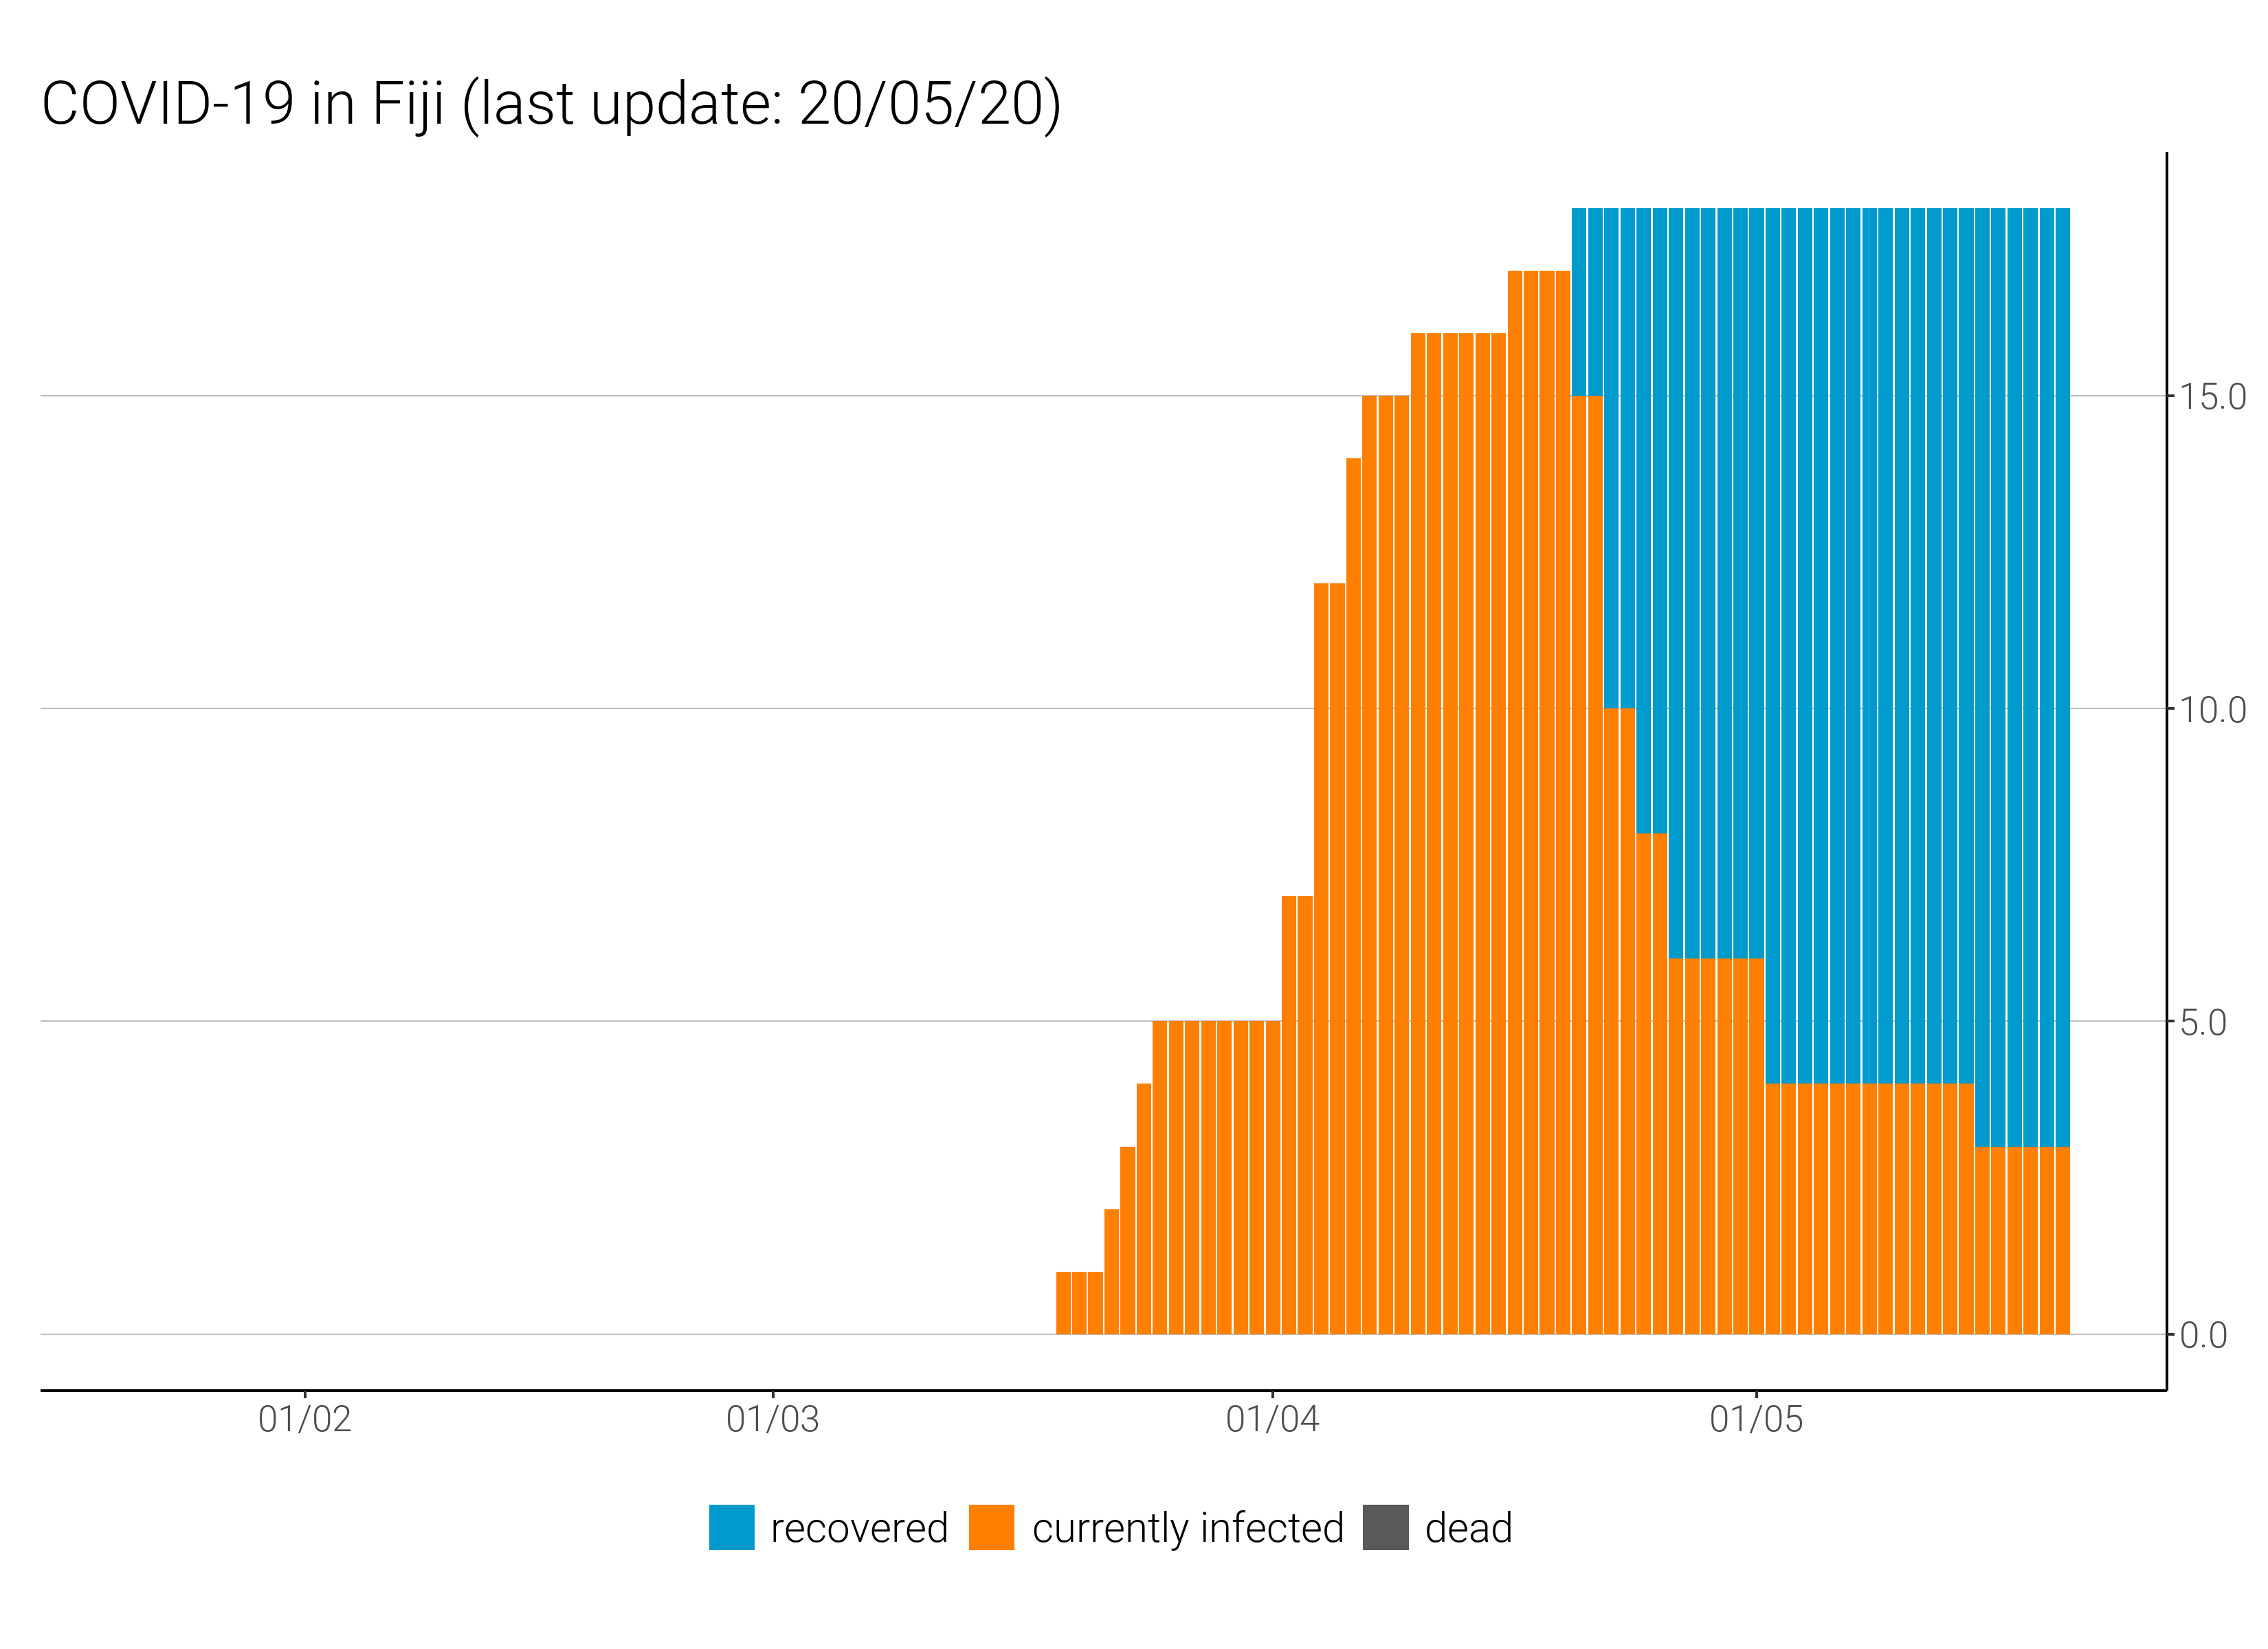 COVID-19 in Fiji (last update: 20/05/20)
15.0
10.0
5.0
0.0
01/02 01/03 01/04 01/05
recovered currently infected dead